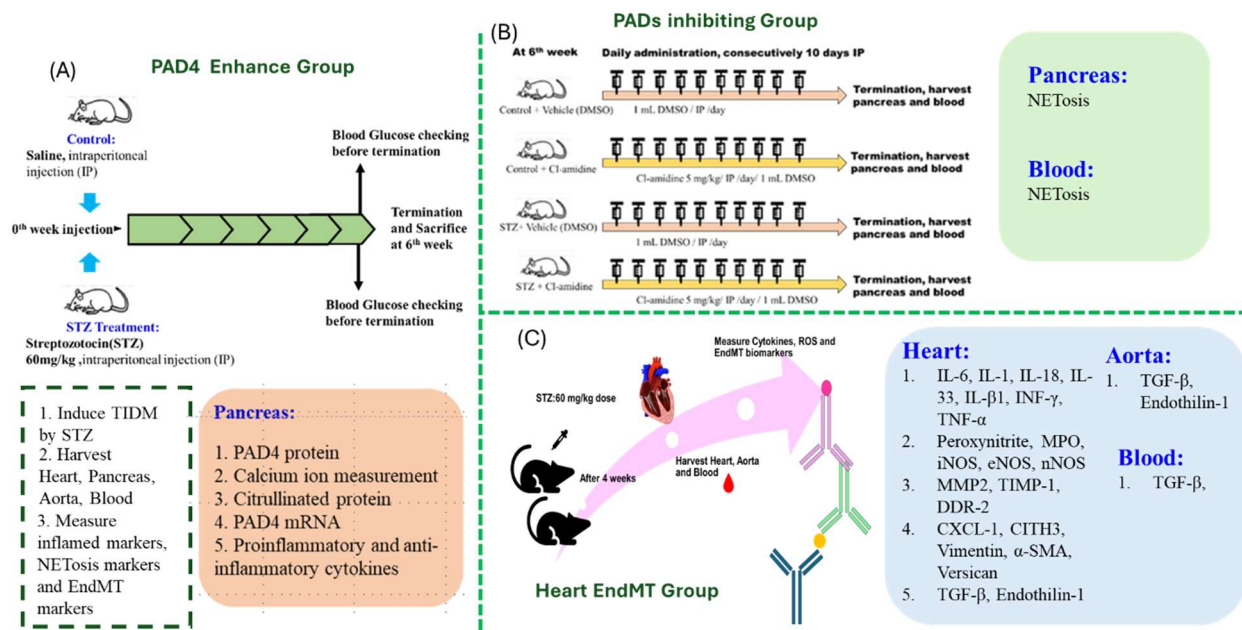 (A)
PAD4 Enhance Group
Control:
Saline, intraperitoneal
injection (IP)
0th week injection
STZ Treatment:
Streptozotocin(STZ)
60mg/kg ,intraperitoneal injection (IP)
Blood Glucose checking
before termination
Termination
and Sacrifice
at 6th week
Blood Glucose checking
before termination
1. Induce TIDM
by STZ
2. Harvest
Heart, Pancreas,
Aorta, Blood
3. Measure
inflamed markers,
NETosis markers
and EndMT
markers
Pancreas:
1. PAD4 protein
2. Calcium ion measurement
3. Citrullinated protein
4. PAD4 mRNA
5. Proinflammatory and anti-
inflammatory cytokines
(B)
PADs inhibiting Group
At 6th week
Daily administration, consecutively 10 days IP
Control + Vehicle (DMSO)
1 mL DMSO / IP /day
Termination, harvest
pancreas and blood
Control + Cl-amidine
Cl-amidine 5 mg/kg/ IP /day/ 1 mL DMSO
Termination, harvest
pancreas and blood
STZ+ Vehicle (DMSO)
1 mL DMSO / IP /day
Termination, harvest
pancreas and blood
STZ + Cl-amidine
Cl-amidine 5 mg/kg/ IP /day / 1 mL DMSO
Termination, harvest
pancreas and blood
Pancreas:
NETosis
Blood:
NETosis
(C)
STZ:60 mg/kg dose
After 4 weeks
Harvest Heart, Aorta
and Blood
Measure Cytokines, ROS and
EndMT biomarkers
Heart EndMT Group
Heart:
1. IL-6, IL-1, IL-18, IL-
33, IL-β1, INF-γ,
TNF-α
2. Peroxynitrite, MPO,
iNOS, eNOS, nNOS
3. MMP2, TIMP-1,
DDR-2
4. CXCL-1, CITH3,
Vimentin, α-SMA,
Versican
5. TGF-β, Endothilin-1
Aorta:
1. TGF-β,
Endothilin-1
Blood:
1. TGF-β,